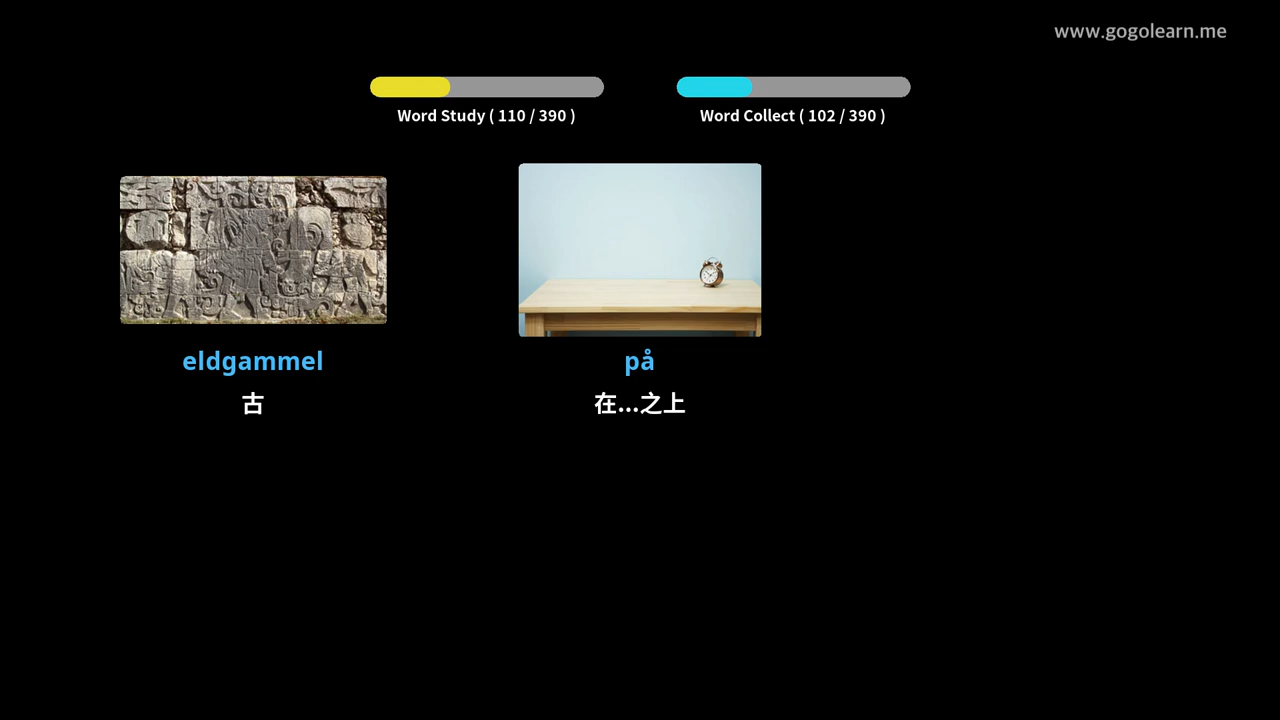 www.gogolearn.me
Word Study ( 110 / 390 )
Word Collect ( 102 / 390 )
eldgammel
古
på
在...之上